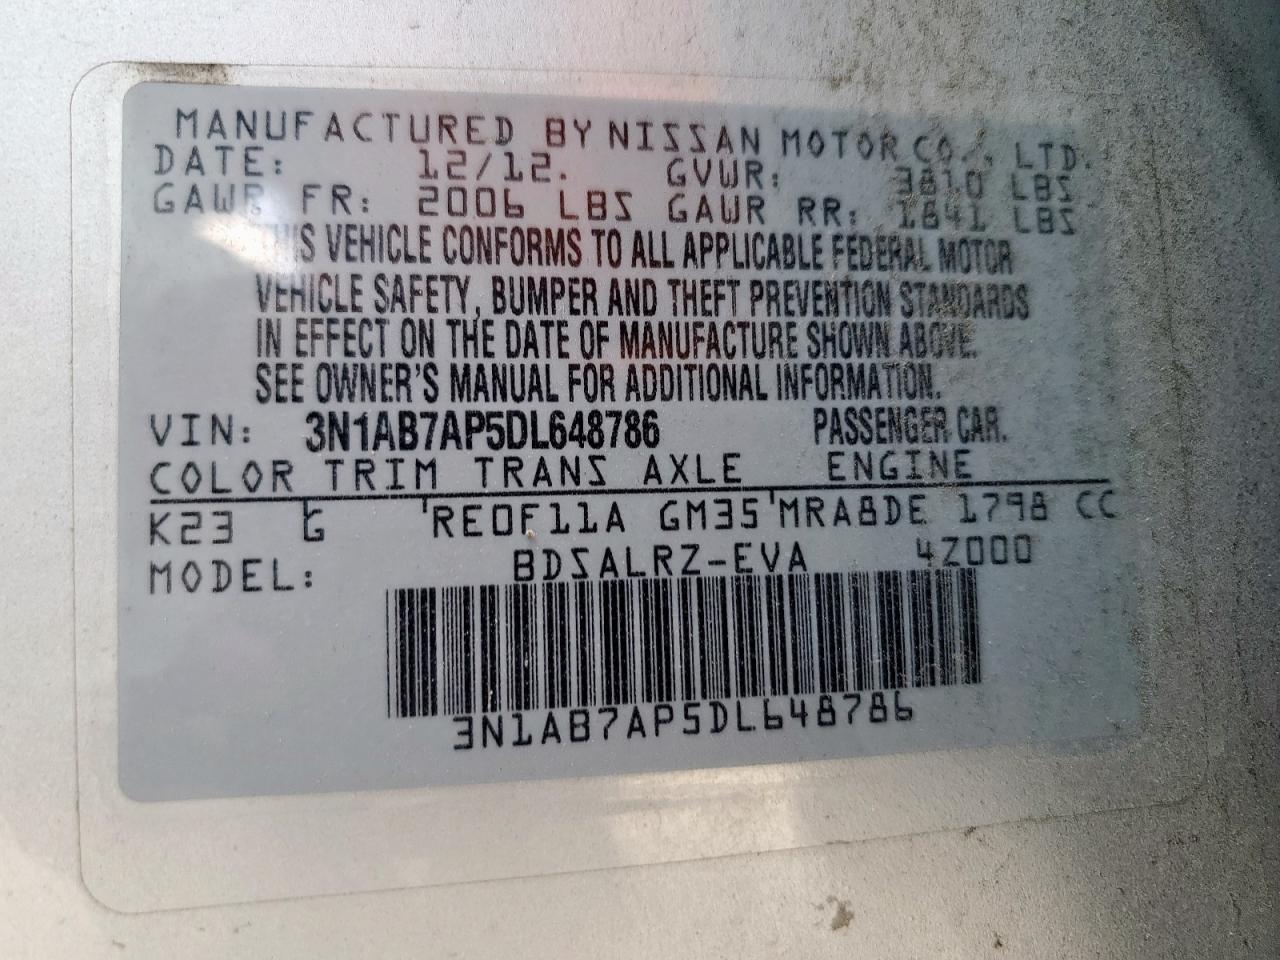 MANUFACTURED BY NISSAN MOTOR CO., LTD.
DATE: 12/12. GVWR: 3810 LBS
GAWR FR: 2006 LBS GAWR RR: 1841 LBS
THIS VEHICLE CONFORMS TO ALL APPLICABLE FEDERAL MOTOR
VEHICLE SAFETY, BUMPER AND THEFT PREVENTION STANDARDS
IN EFFECT ON THE DATE OF MANUFACTURE SHOWN ABOVE.
SEE OWNER'S MANUAL FOR ADDITIONAL INFORMATION.
VIN: 3N1AB7AP5DL648786 PASSENGER CAR.
COLOR TRIM TRANS AXLE ENGINE
K23 G 'RE0F11A GM35'MRA8DE 1798 CC
MODEL: BDSALRZ-EVA 4Z000
3N1AB7AP5DL648786